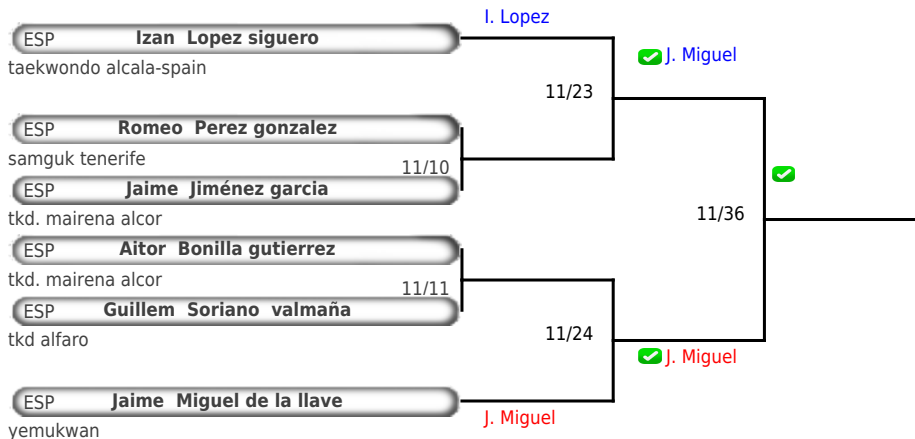 I. Lopez
ESP Izan Lopez siguero
taekwondo alcala-spain
J. Miguel
11/23
ESP Romeo Perez gonzalez
samguk tenerife
11/10
ESP Jaime Jiménez garcia
tkd. mairena alcor
11/36
ESP Aitor Bonilla gutierrez
tkd. mairena alcor
11/11
ESP Guillem Soriano valmaña
tkd alfaro
11/24
J. Miguel
ESP Jaime Miguel de la llave
J. Miguel
yemukwan